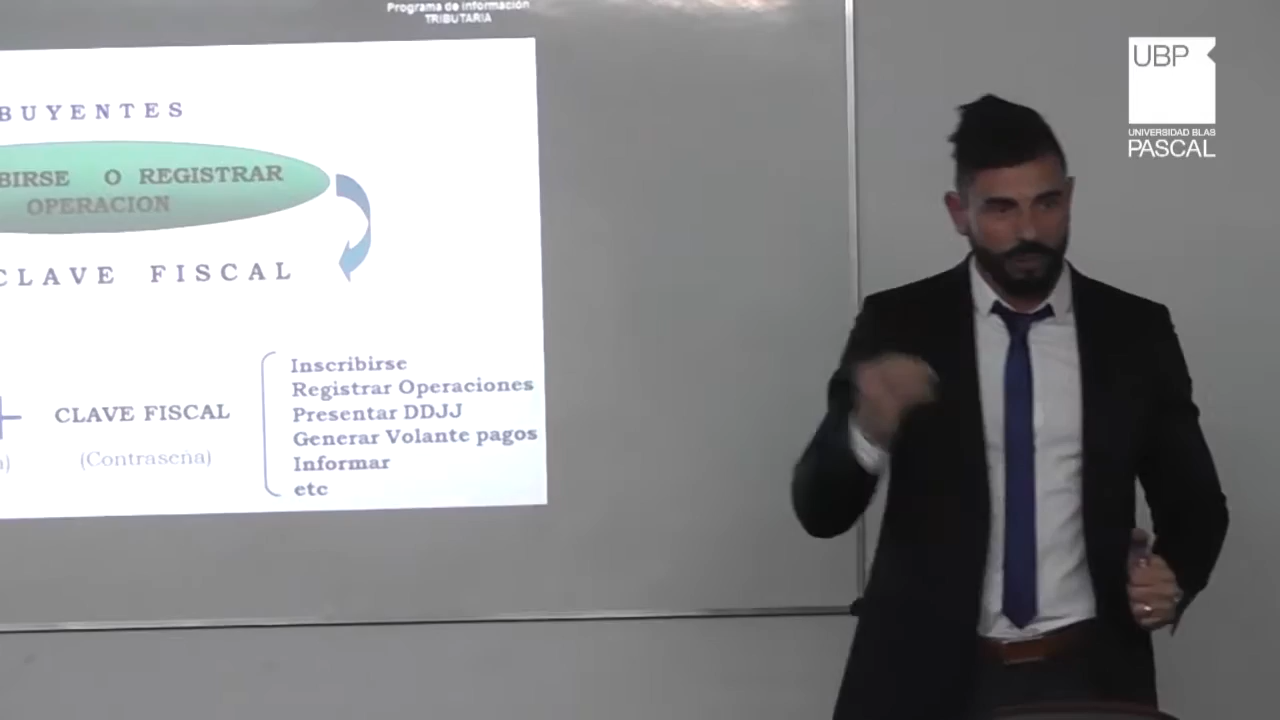 Programa de información
TRIBUTARIA
BUYENTES
BIRSE O REGISTRAR
OPERACION
CLAVE FISCAL
CLAVE FISCAL
(Contraseña)
Inscribirse
Registrar Operaciones
Presentar DDJJ
Generar Volante pagos
Informar
etc
UBP
UNIVERSIDAD BLAS
PASCAL